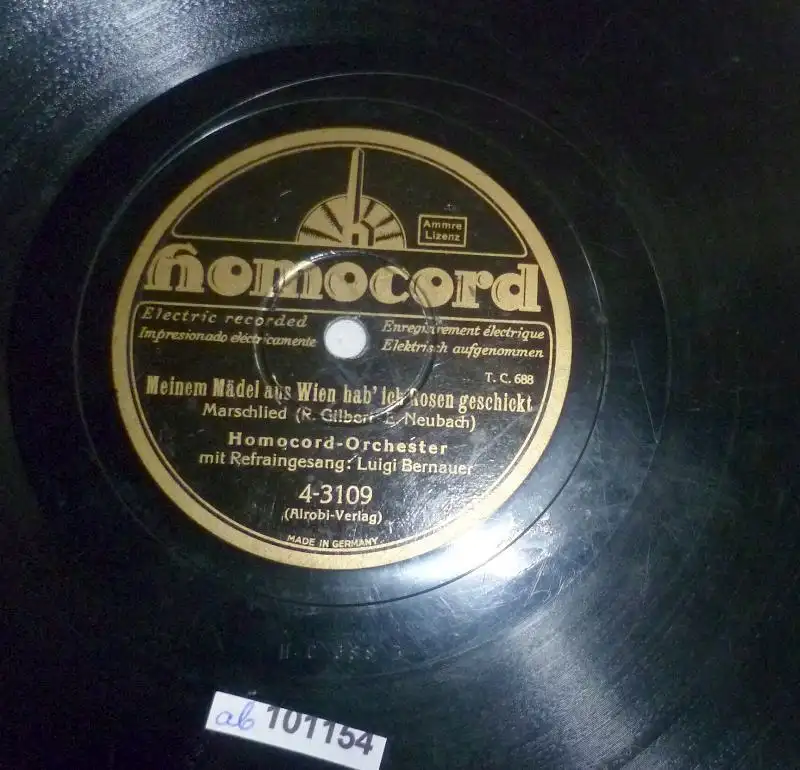 Ammre
Lizenz
homocord
Electric recorded
Impresionado eléctricamente
Enregistrement électrique
Elektrisch aufgenommen
T. C. 688
Meinem Mädel aus Wien hab' ich Rosen geschickt
Marschlied (R. Gilbert - E. Neubach)
Homocord-Orchester
mit Refraingesang: Luigi Bernauer
4-3109
(Alrobi-Verlag)
MADE IN GERMANY
ab 101154